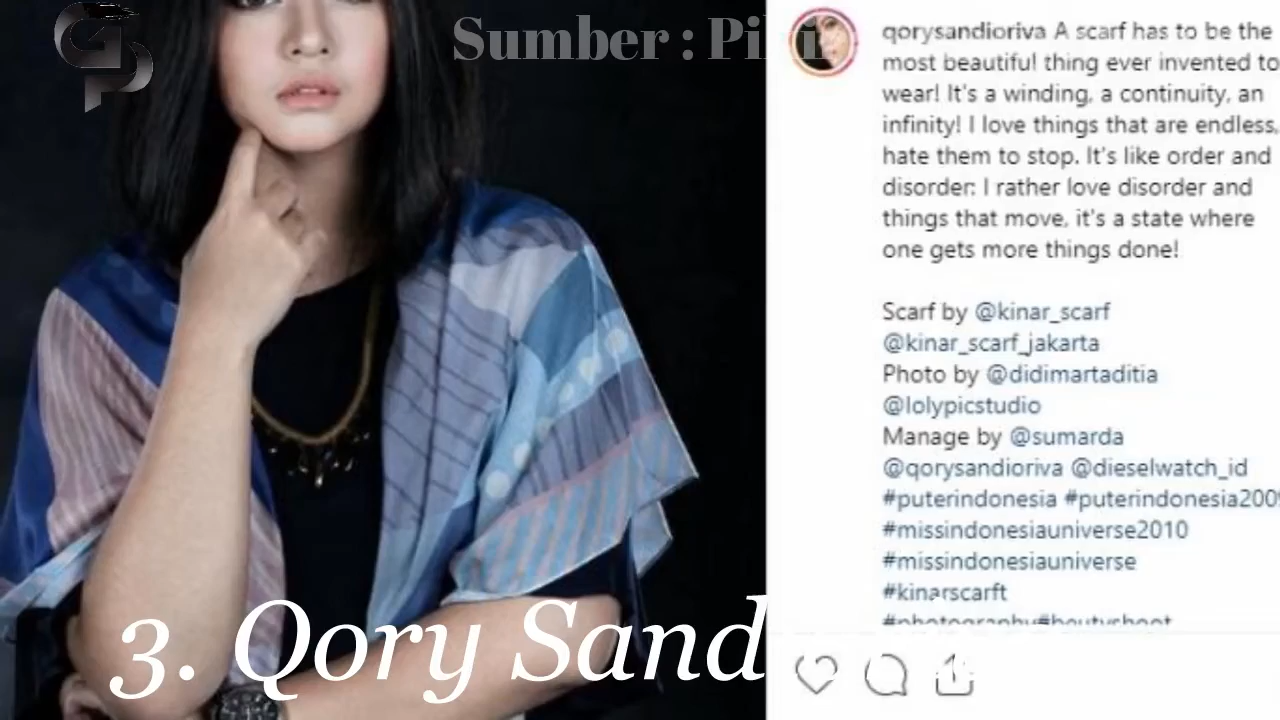 Sumber : Pi
qorysandioriva A scarf has to be the
most beautiful thing ever invented to
wear! It's a winding, a continuity, an
infinity! I love things that are endless,
hate them to stop. It's like order and
disorder: I rather love disorder and
things that move, it's a state where
one gets more things done!
Scarf by @kinar_scarf
@kinar_scarf_jakarta
Photo by @didimartaditia
@lolypicstudio
Manage by @sumarda
@qorysandioriva @dieselwatch_id
#puterindonesia #puterindonesia2009
#missindonesiauniverse2010
#missindonesiauniverse
#kinarscarft
#photography#beutyshoot
3. Qory Sand